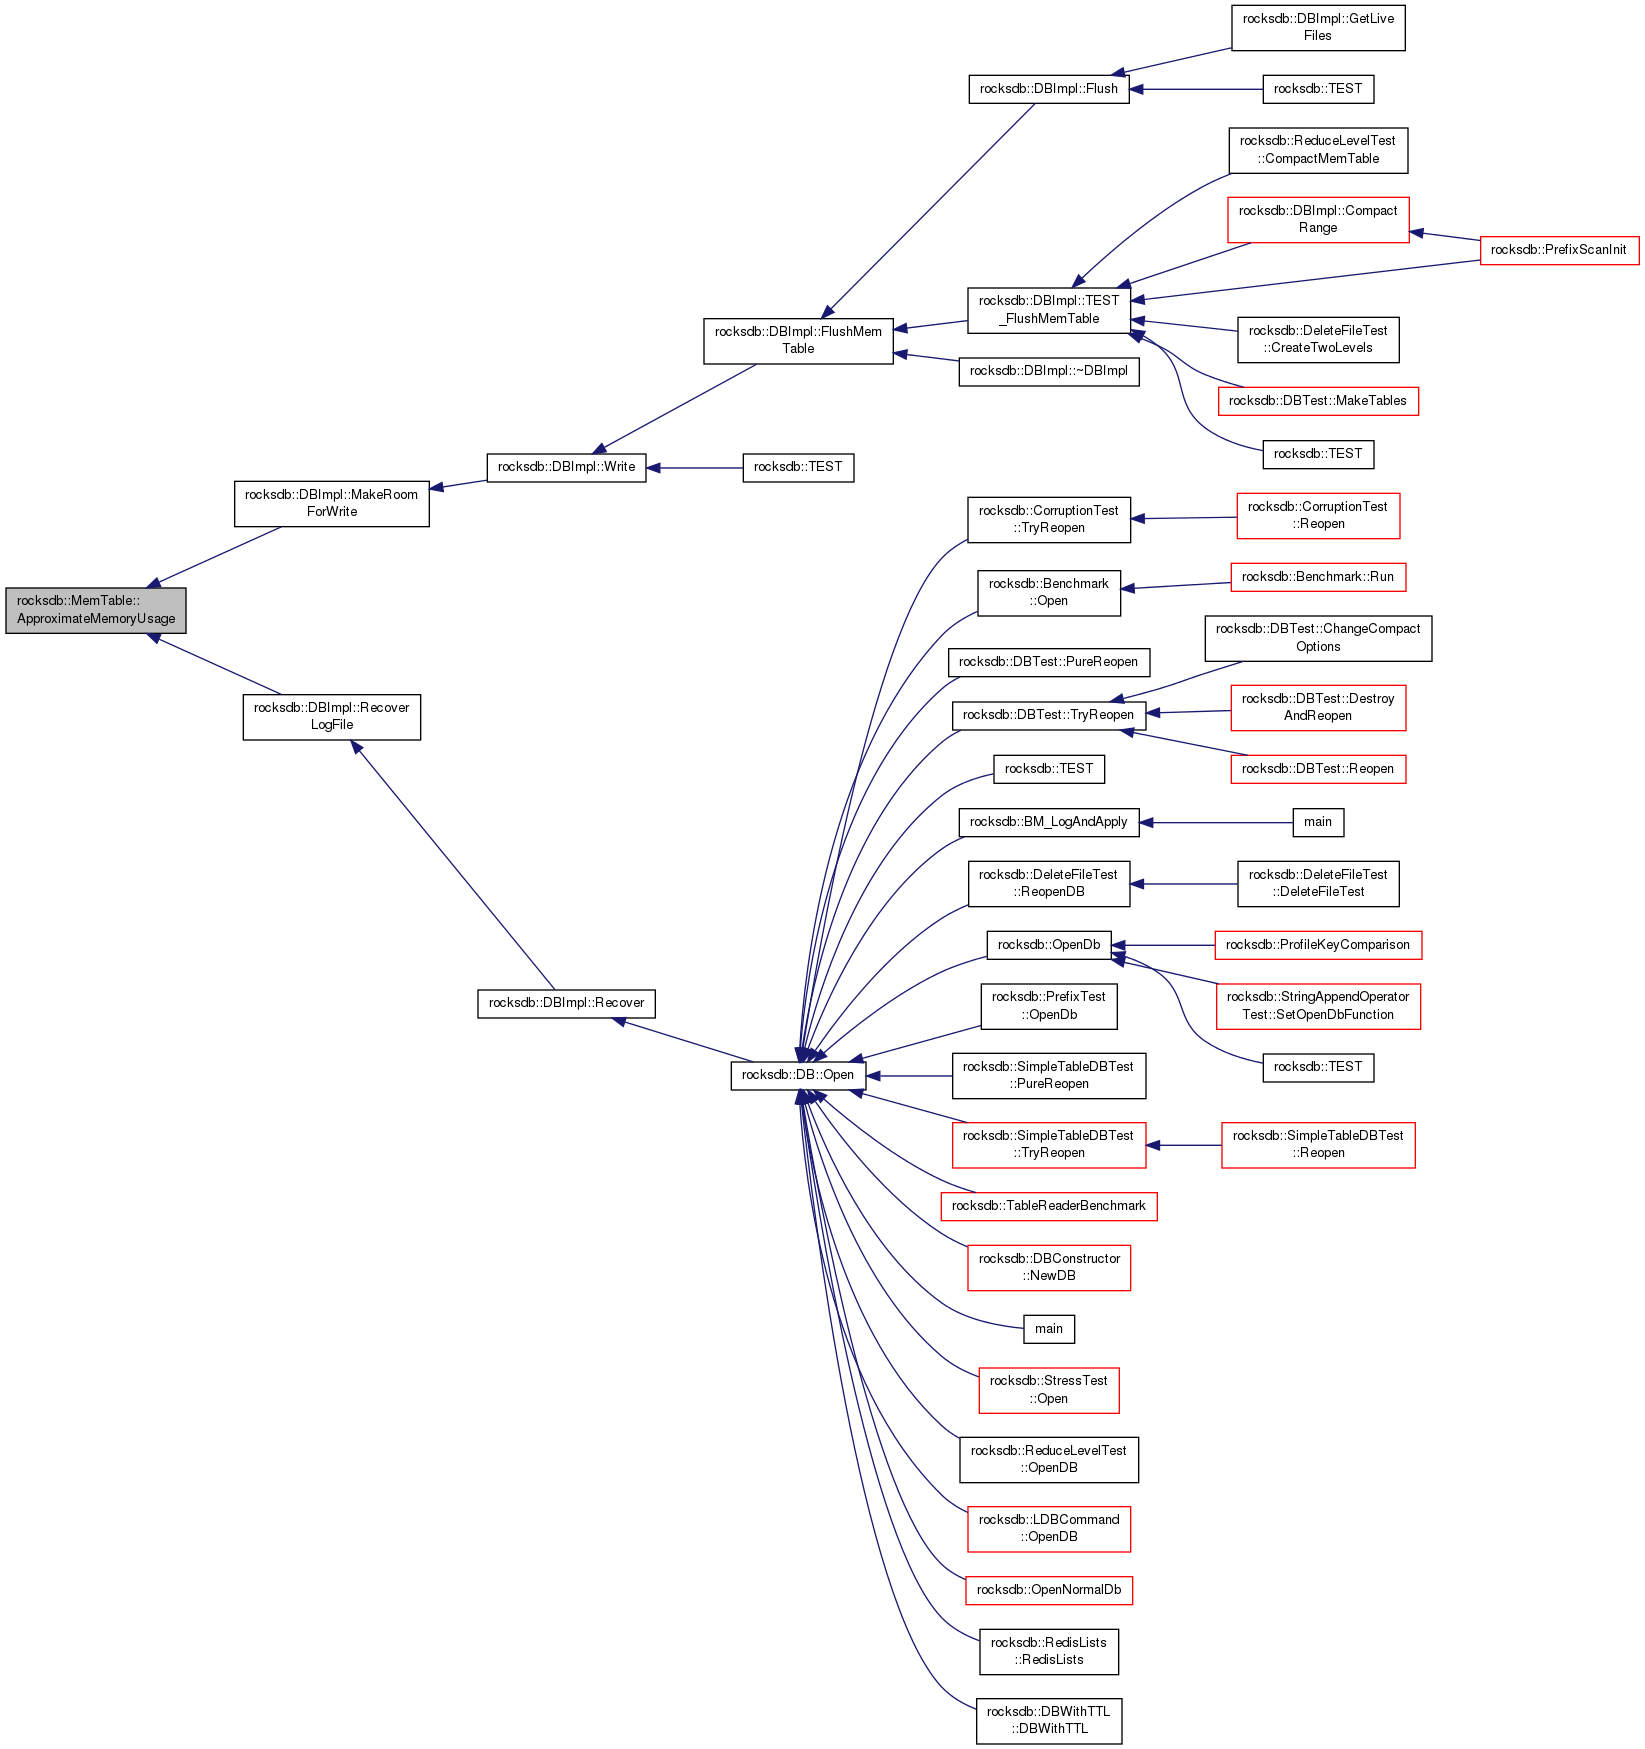 rocksdb::DBImpl::GetLive
Files
rocksdb::DBImpl::Flush
rocksdb::TEST
rocksdb::ReduceLevelTest
::CompactMemTable
rocksdb::DBImpl::Compact
Range
rocksdb::PrefixScanInit
rocksdb::DBImpl::TEST
_FlushMemTable
rocksdb::DBImpl::FlushMem
Table
rocksdb::DeleteFileTest
::CreateTwoLevels
rocksdb::DBImpl::~DBImpl
rocksdb::DBTest::MakeTables
rocksdb::TEST
rocksdb::DBImpl::Write
rocksdb::TEST
rocksdb::DBImpl::MakeRoom
ForWrite
rocksdb::CorruptionTest
::TryReopen
rocksdb::CorruptionTest
::Reopen
rocksdb::Benchmark
::Open
rocksdb::Benchmark::Run
rocksdb::MemTable::
ApproximateMemoryUsage
rocksdb::DBTest::ChangeCompact
Options
rocksdb::DBTest::PureReopen
rocksdb::DBImpl::Recover
LogFile
rocksdb::DBTest::TryReopen
rocksdb::DBTest::Destroy
AndReopen
rocksdb::TEST
rocksdb::DBTest::Reopen
rocksdb::BM_LogAndApply
main
rocksdb::DeleteFileTest
::ReopenDB
rocksdb::DeleteFileTest
::DeleteFileTest
rocksdb::OpenDb
rocksdb::ProfileKeyComparison
rocksdb::DBImpl::Recover
rocksdb::PrefixTest
::OpenDb
rocksdb::StringAppendOperator
Test::SetOpenDbFunction
rocksdb::TEST
rocksdb::DB::Open
rocksdb::SimpleTableDBTest
::PureReopen
rocksdb::SimpleTableDBTest
::TryReopen
rocksdb::SimpleTableDBTest
::Reopen
rocksdb::TableReaderBenchmark
rocksdb::DBConstructor
::NewDB
main
rocksdb::StressTest
::Open
rocksdb::ReduceLevelTest
::OpenDB
rocksdb::LDBCommand
::OpenDB
rocksdb::OpenNormalDb
rocksdb::RedisLists
::RedisLists
rocksdb::DBWithTTL
::DBWithTTL